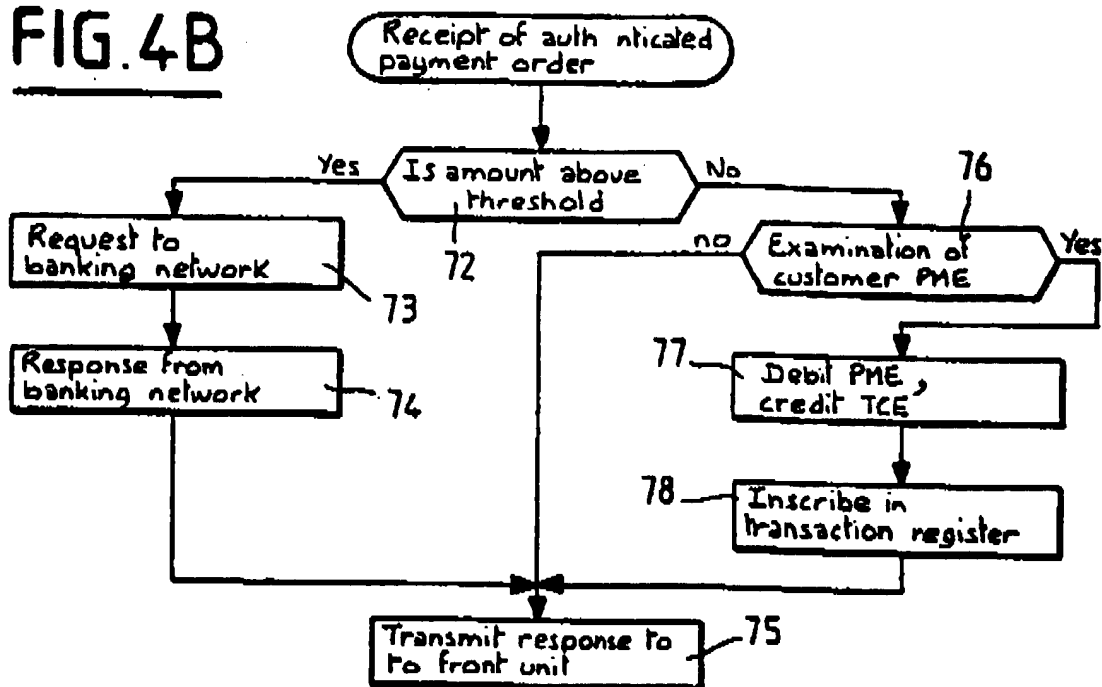 FIG.4B
Receipt of auth nticated
payment order
Yes
Is amount above
threshold
No
72
76
Request to
banking network
73
no
Examination of
customer PME
Yes
Response from
banking network
74
77
Debit PME,
credit TCE
78
Inscribe in
transaction register
Transmit response to
to front unit
75